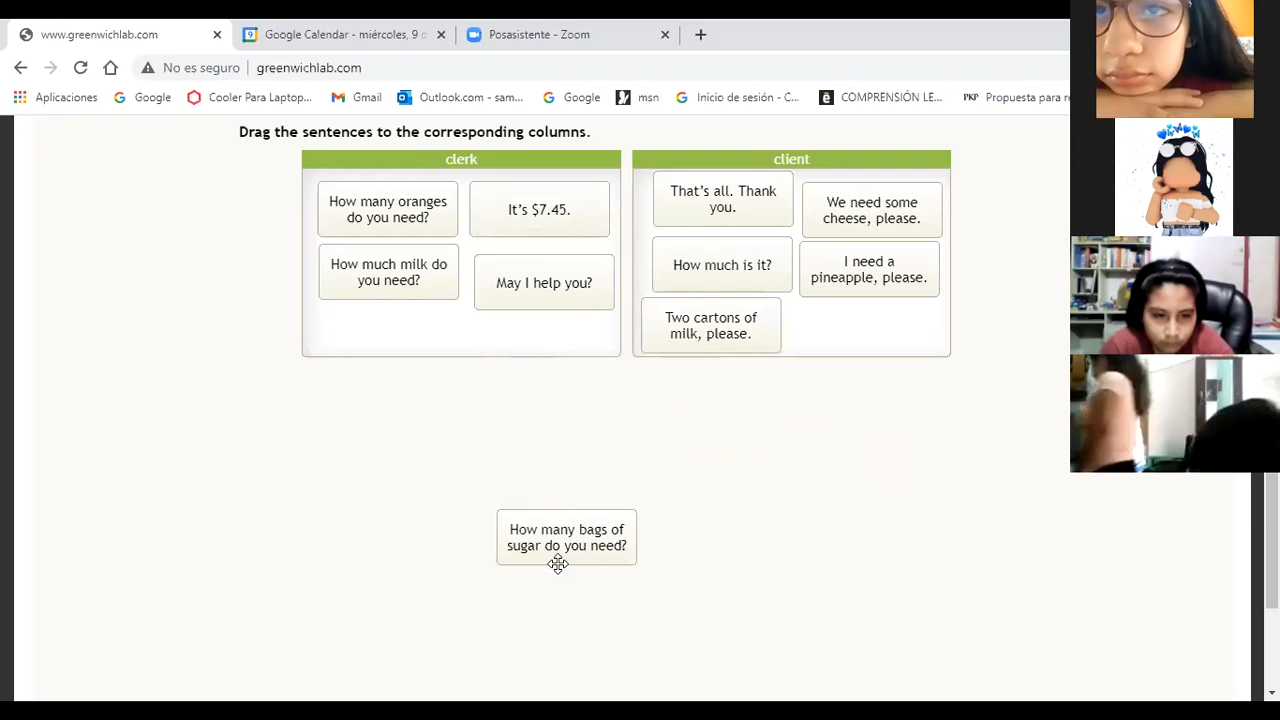 www.greenwichlab.com
Google Calendar - miércoles, 9 c
Posasistente - Zoom
No es seguro
greenwichlab.com
Aplicaciones
Google
Cooler Para Laptop...
Gmail
Outlook.com - sam...
Google
msn
Inicio de sesión - C...
COMPRENSIÓN LE...
PKP
Propuesta para re
Drag the sentences to the corresponding columns.
clerk
How many oranges
do you need?
It's $7.45.
How much milk do
you need?
May I help you?
client
That's all. Thank
you.
We need some
cheese, please.
How much is it?
I need a
pineapple, please.
Two cartons of
milk, please.
How many bags of
sugar do you need?